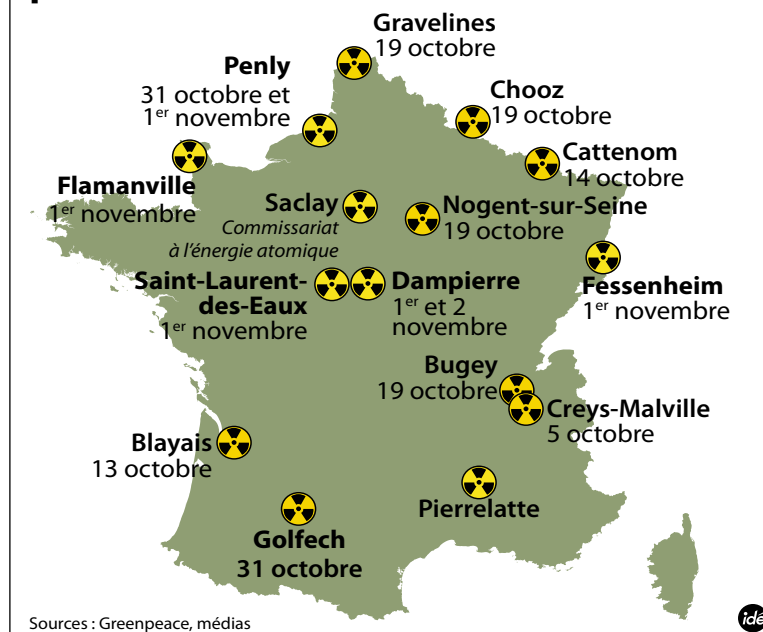 Gravelines
19 octobre
Penly
31 octobre et
1er novembre
Chooz
19 octobre
Cattenom
14 octobre
Flamanville
1er novembre
Saclay
Commissariat
à l'énergie atomique
Nogent-sur-Seine
19 octobre
Saint-Laurent-
des-Eaux
1er novembre
Dampierre
1er et 2
novembre
Fessenheim
1er novembre
Bugey
19 octobre
Creys-Malville
5 octobre
Blayais
13 octobre
Pierrelatte
Golfech
31 octobre
Sources : Greenpeace, médias
idé